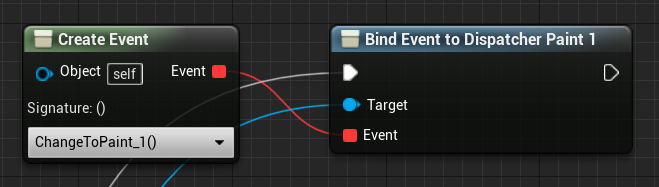 Create Event
Object self Event
Signature: ()
ChangeToPaint_1()
Bind Event to Dispatcher Paint 1
Target
Event